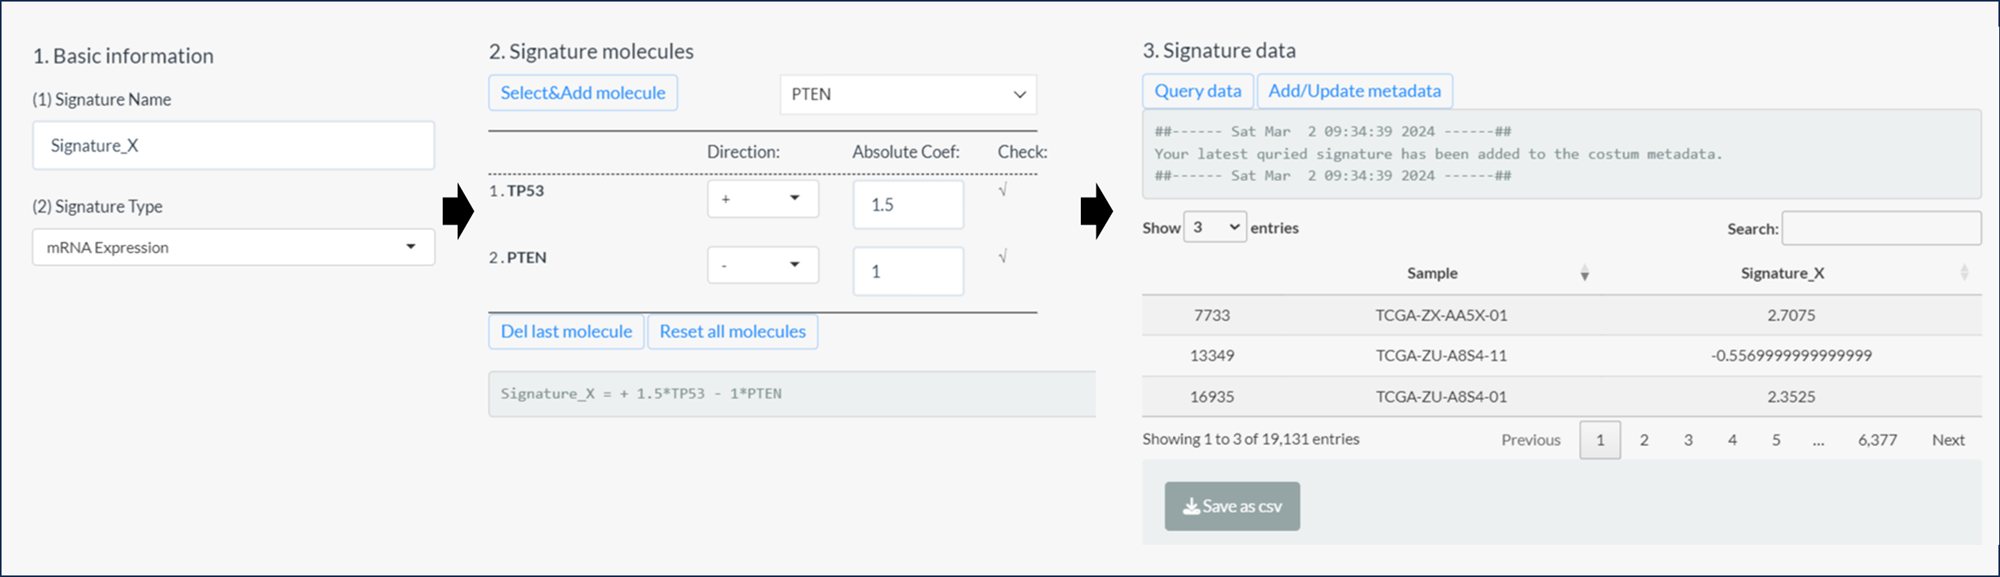 1. Basic information
(1) Signature Name
Signature_X
(2) Signature Type
mRNA Expression
2. Signature molecules
Select&Add molecule PTEN
Direction: Absolute Coef: Check:
1. TP53 + 1.5 √
2. PTEN - 1 √
Del last molecule Reset all molecules
Signature_X = + 1.5*TP53 - 1*PTEN
3. Signature data
Query data Add/Update metadata
##------ Sat Mar  2 09:34:39 2024 ------##
Your latest quried signature has been added to the costum metadata.
##------ Sat Mar  2 09:34:39 2024 ------##
Show 3 entries Search:
Sample Signature_X
7733 TCGA-ZX-AA5X-01 2.7075
13349 TCGA-ZU-A8S4-11 -0.5569999999999999
16935 TCGA-ZU-A8S4-01 2.3525
Showing 1 to 3 of 19,131 entries Previous 1 2 3 4 5 ... 6,377 Next
Save as csv